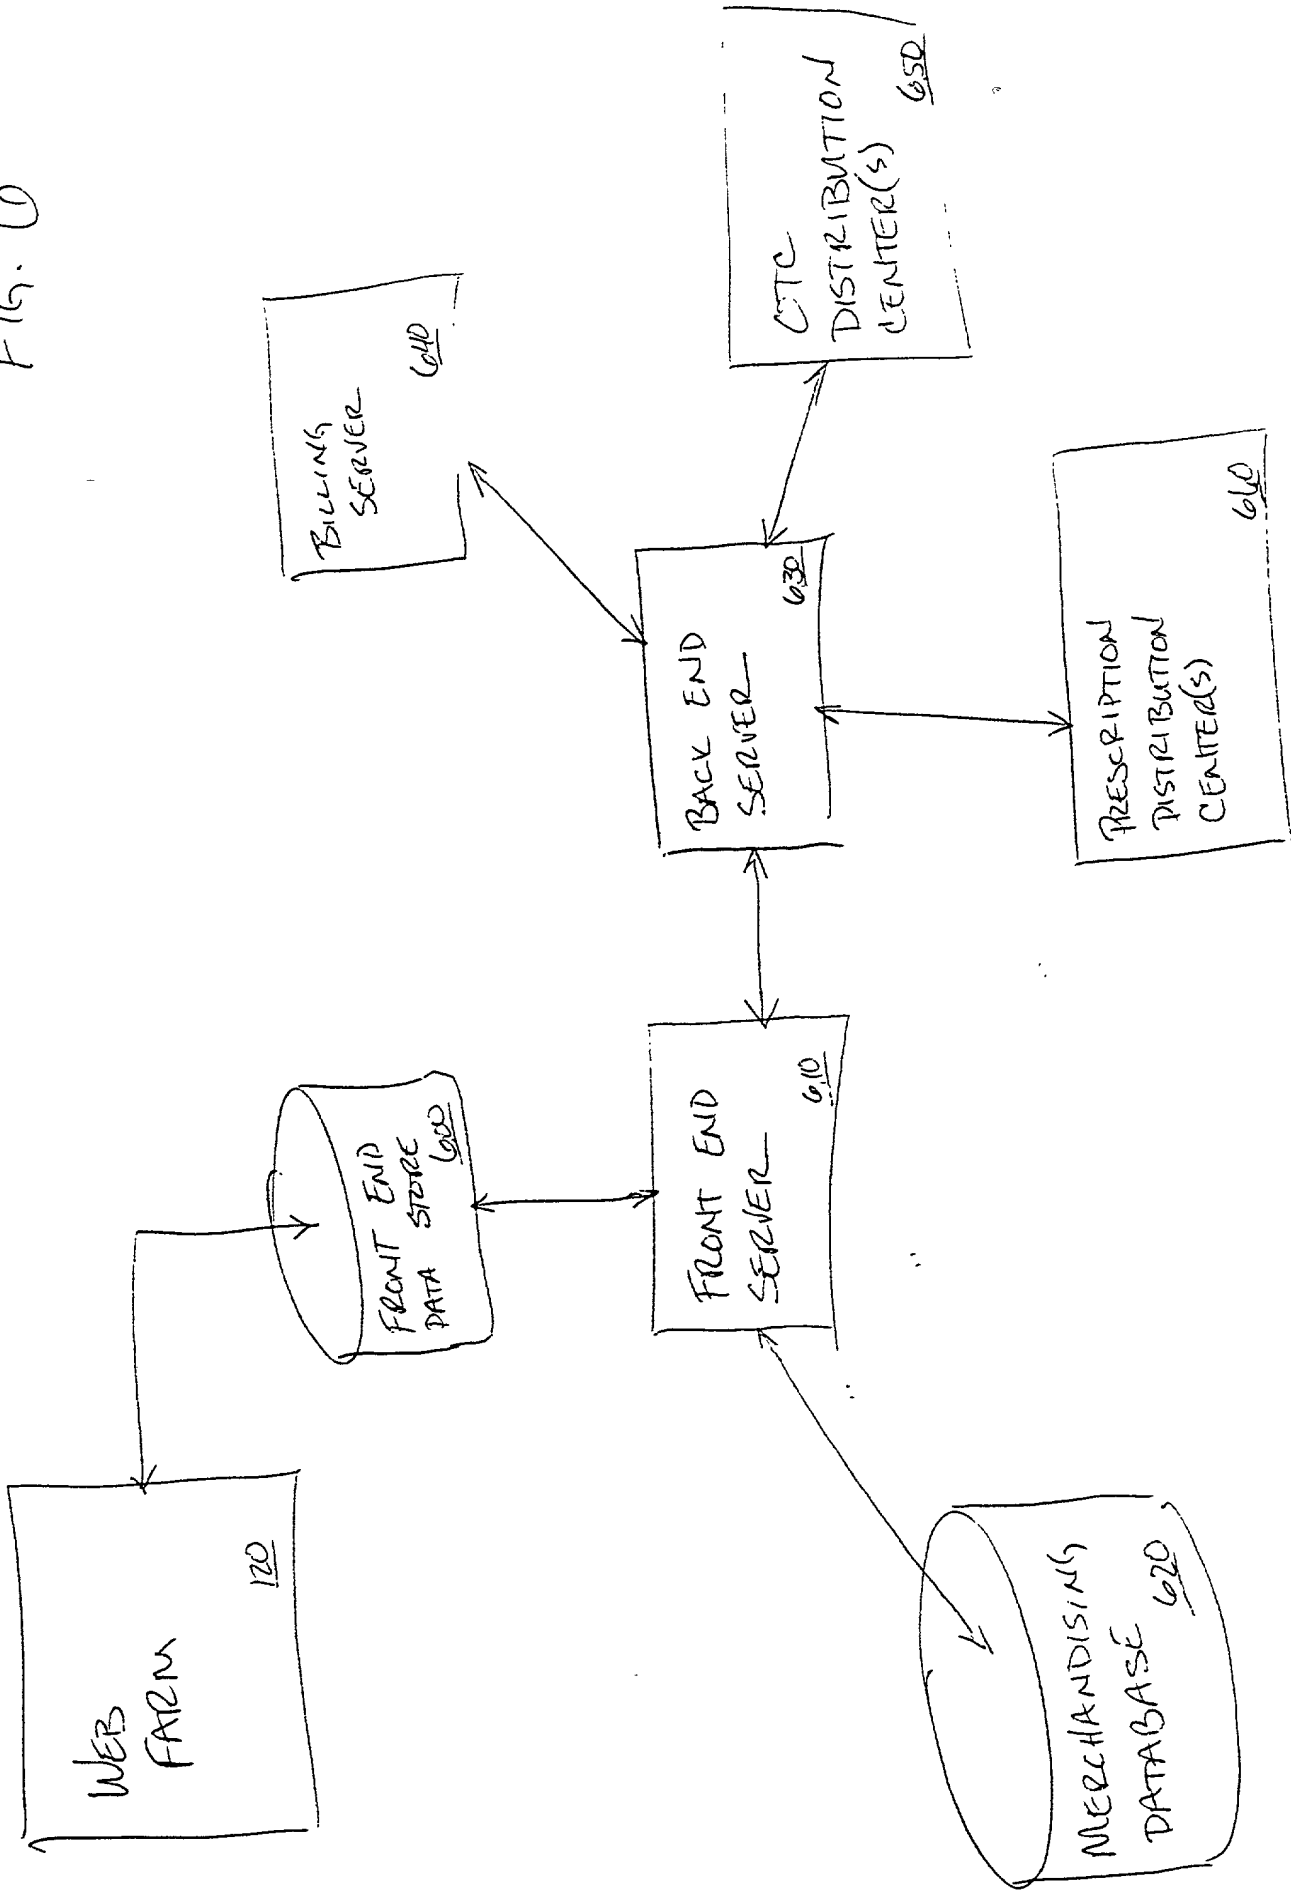 FIG. 6
WEB
FARM
120
FRONT END
DATA STORE
600
BILLING
SERVER
640
FRONT END
SERVER
610
BACK END
SERVER
630
OTC
DISTRIBUTION
CENTER(S)
650
MERCHANDISING
DATABASE
620
PRESCRIPTION
DISTRIBUTION
CENTER(S)
660